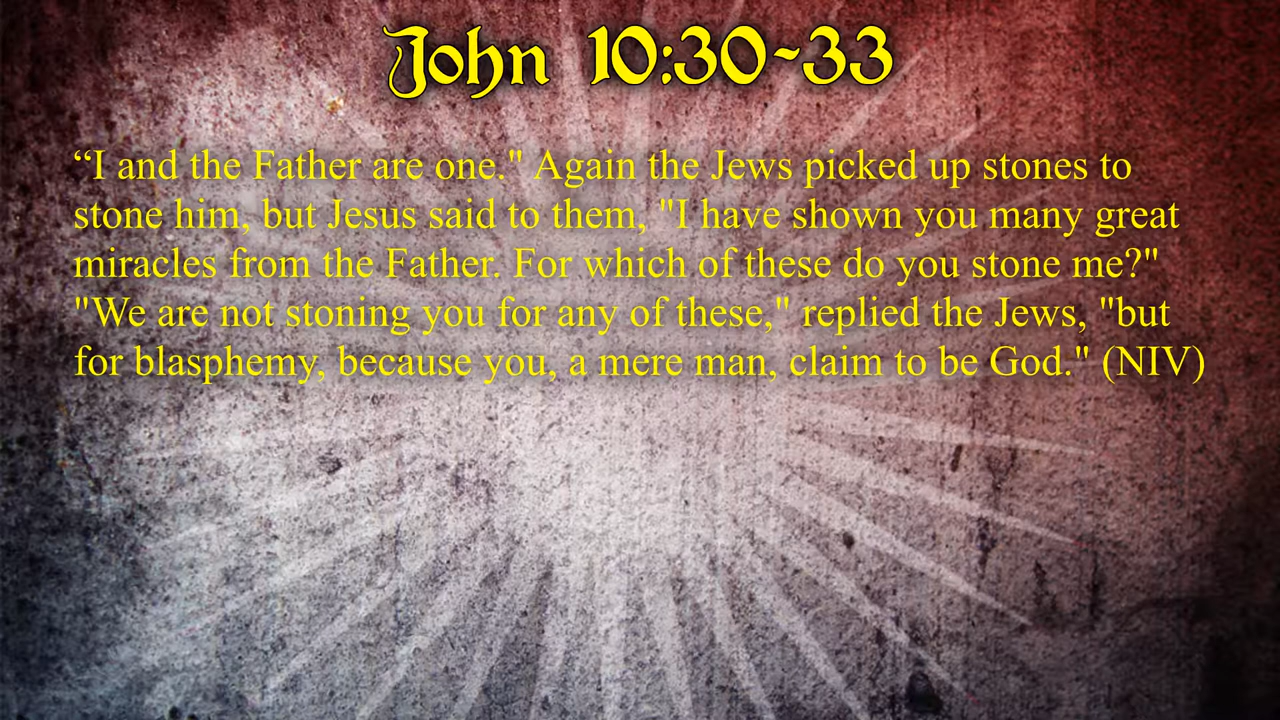 John 10:30~33
“I and the Father are one." Again the Jews picked up stones to
stone him, but Jesus said to them, "I have shown you many great
miracles from the Father. For which of these do you stone me?"
"We are not stoning you for any of these," replied the Jews, "but
for blasphemy, because you, a mere man, claim to be God." (NIV)